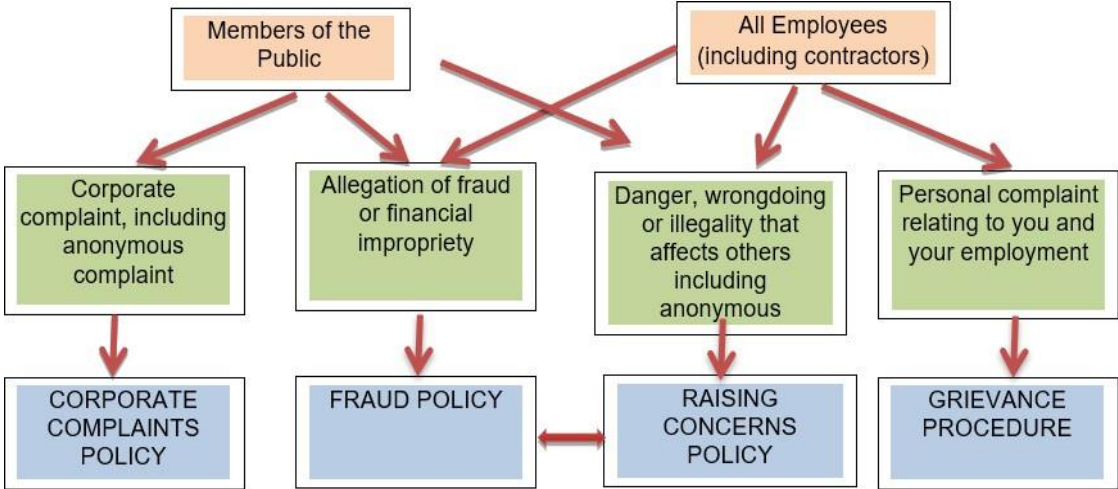 Members of the
Public
All Employees
(including contractors)
Corporate
complaint, including
anonymous
complaint
Allegation of fraud
or financial
impropriety
Danger, wrongdoing
or illegality that
affects others
including
anonymous
Personal complaint
relating to you and
your employment
CORPORATE
COMPLAINTS
POLICY
FRAUD POLICY
RAISING
CONCERNS
POLICY
GRIEVANCE
PROCEDURE